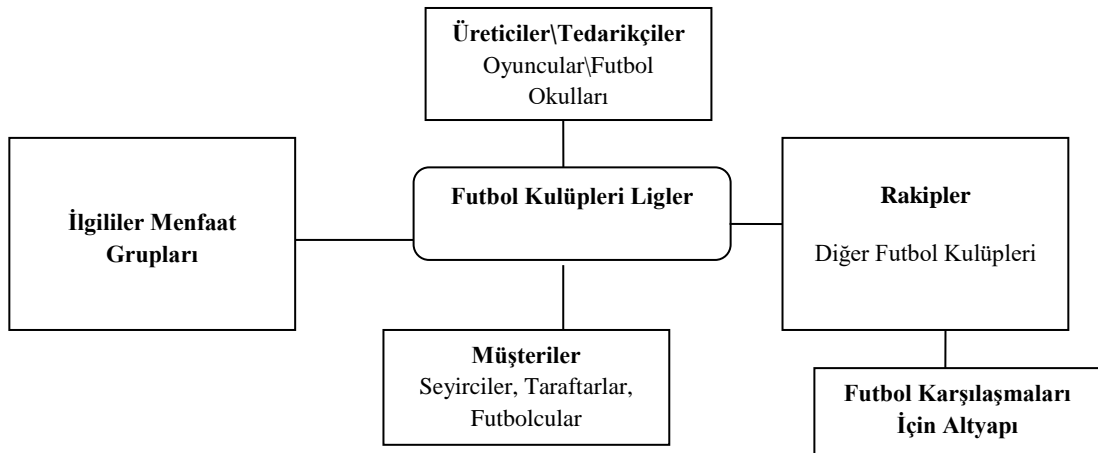 Üreticiler\Tedarikçiler
Oyuncular\Futbol
Okulları
İlgililer Menfaat
Grupları
Futbol Kulüpleri Ligler
Rakipler
Diğer Futbol Kulüpleri
Müşteriler
Seyirciler, Taraftarlar,
Futbolcular
Futbol Karşılaşmaları
İçin Altyapı